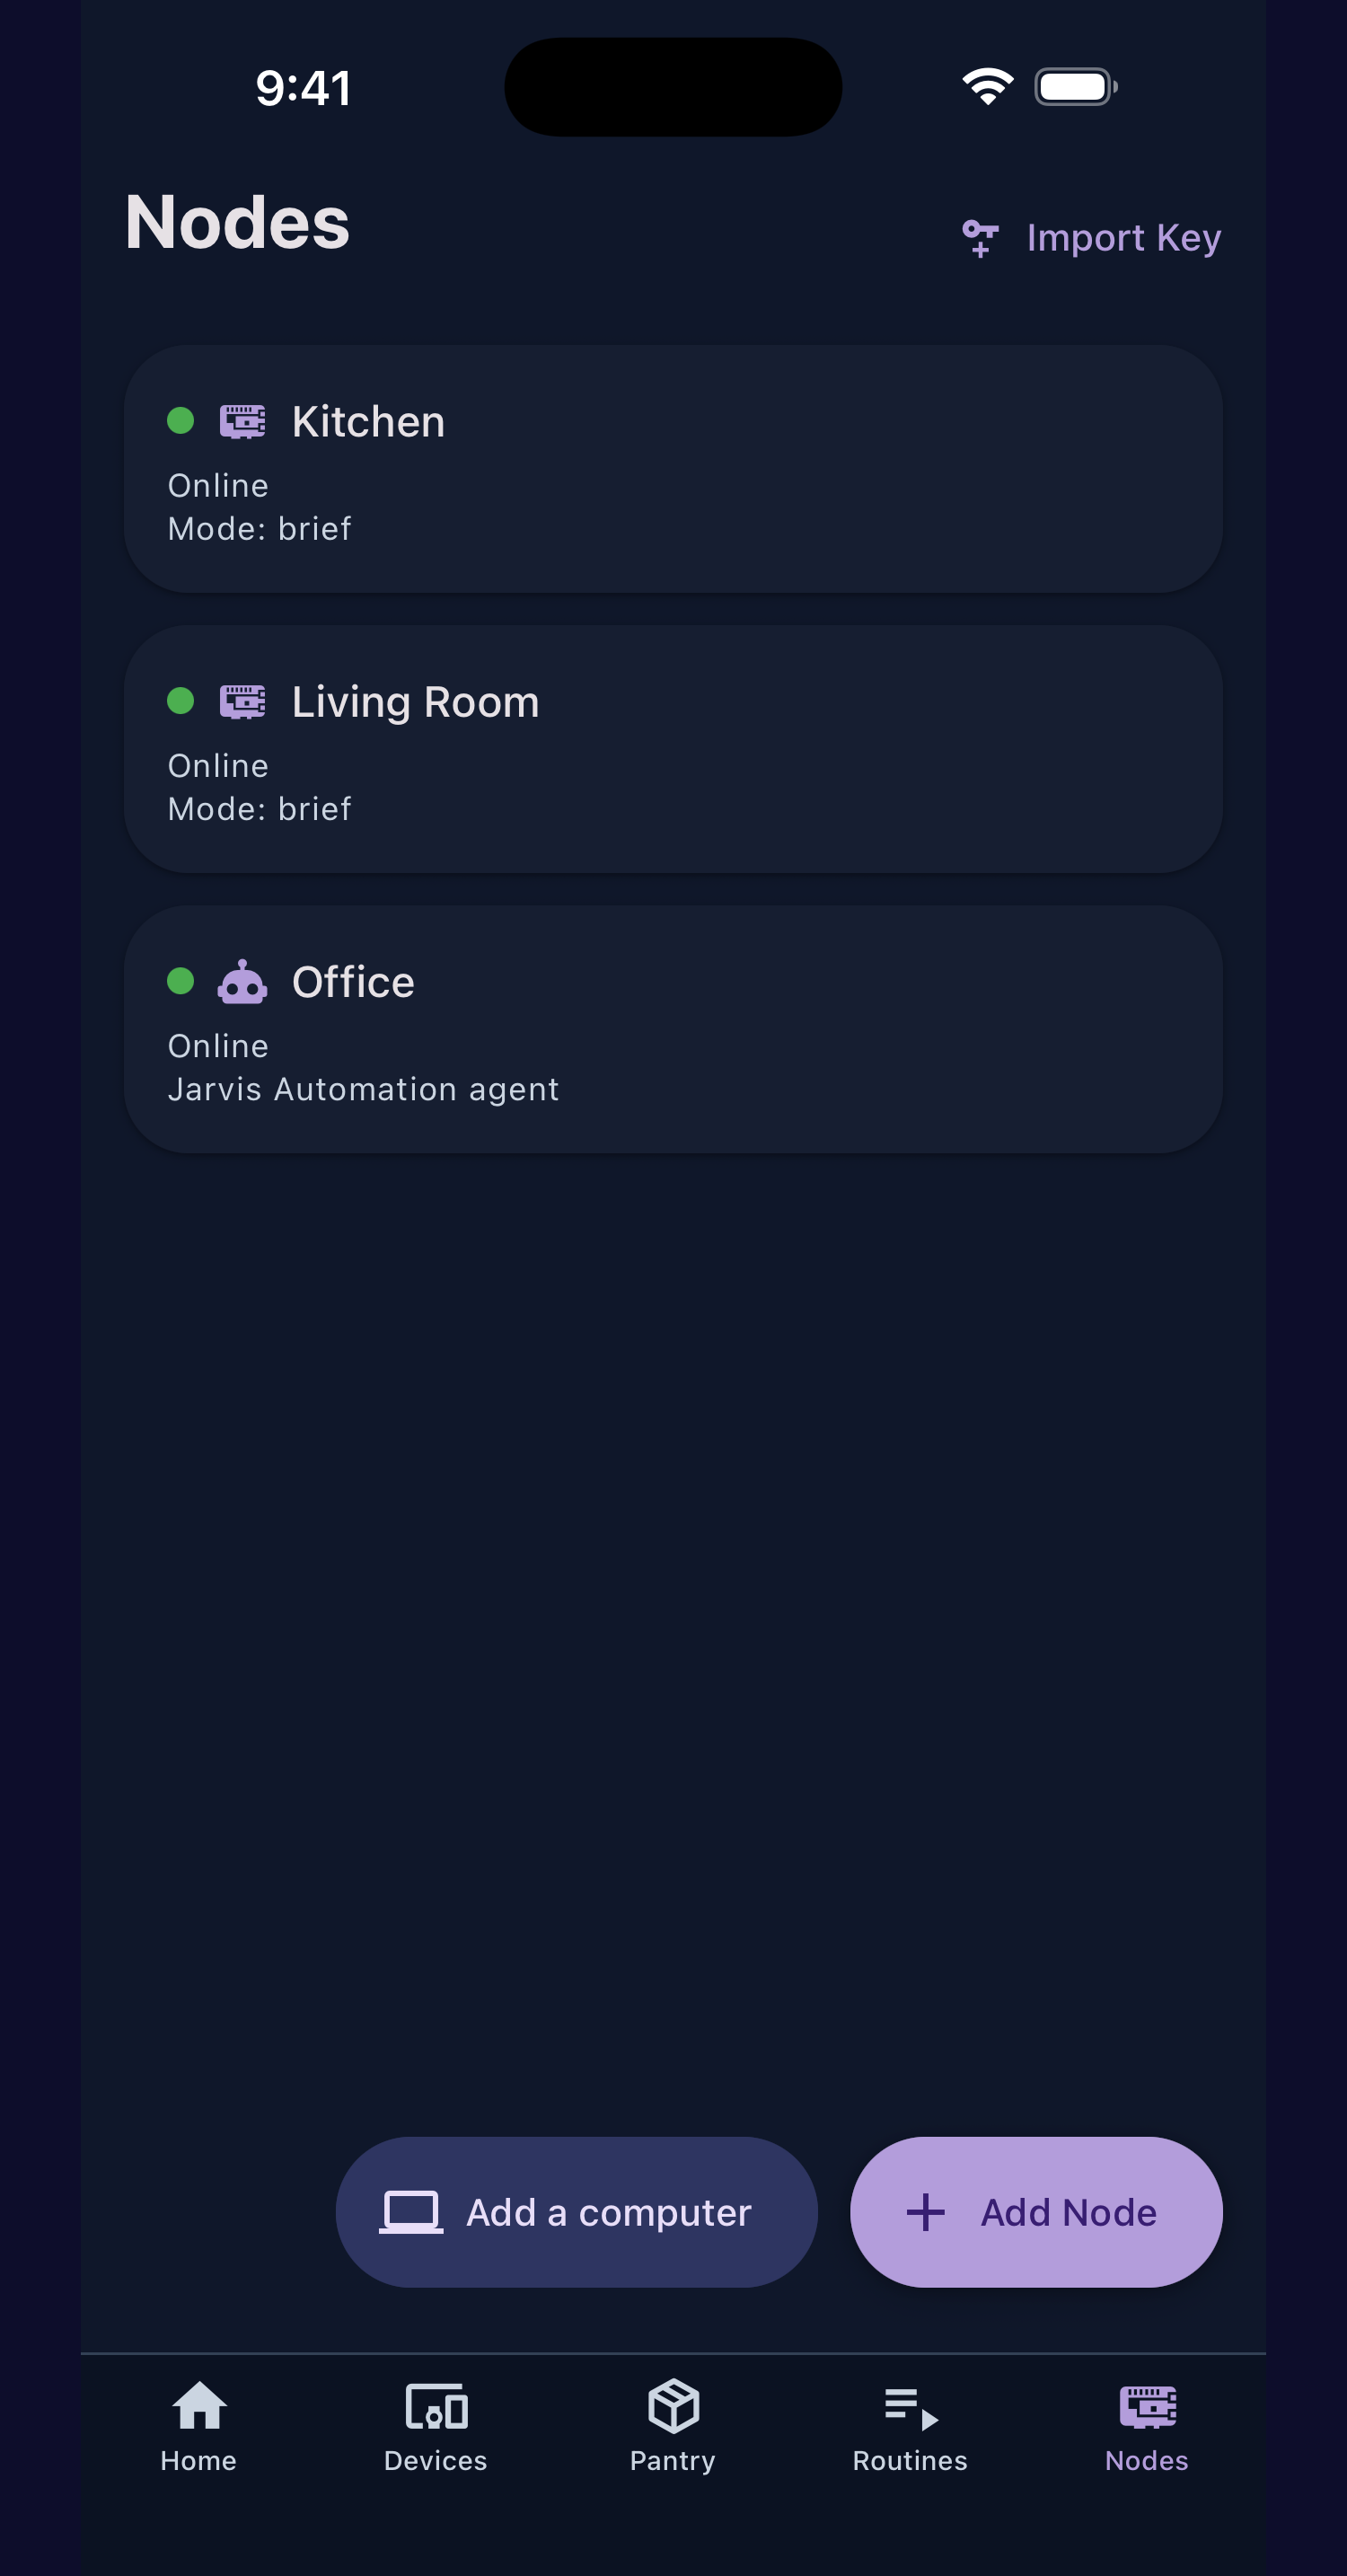 9:41
Nodes
Import Key
Kitchen
Online
Mode: brief
Living Room
Online
Mode: brief
Office
Online
Jarvis Automation agent
Add a computer
Add Node
Home
Devices
Pantry
Routines
Nodes